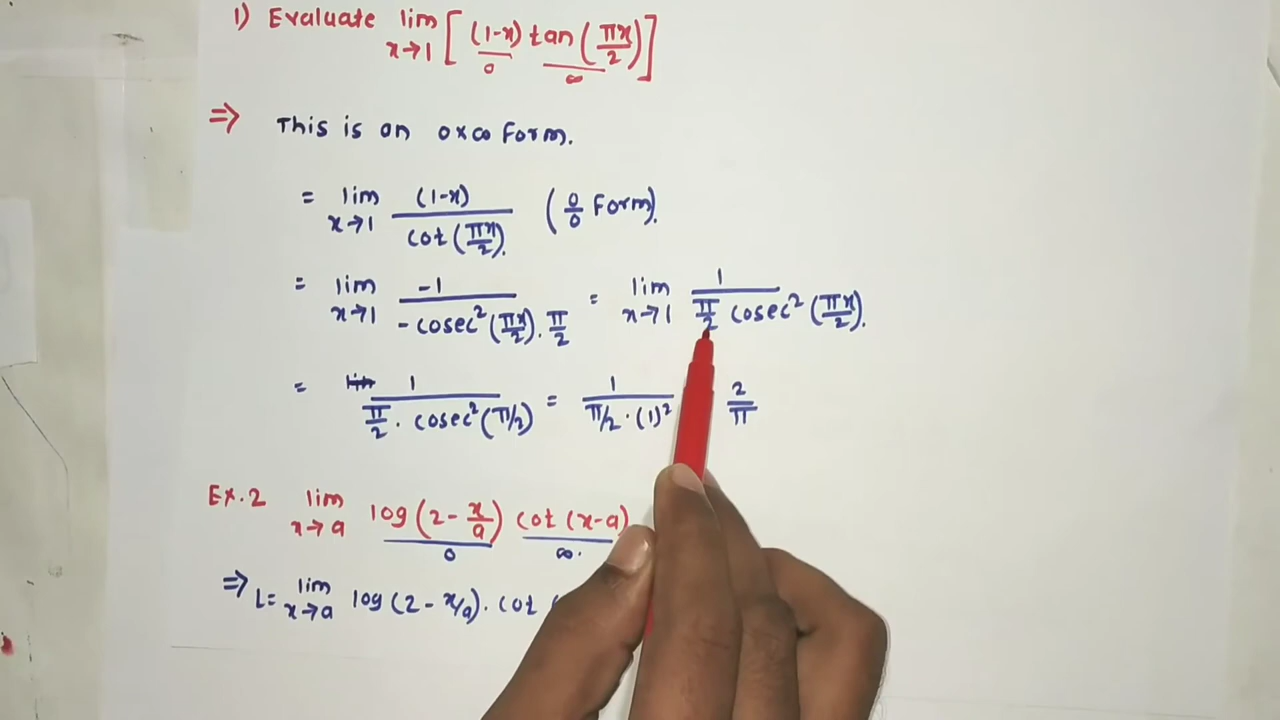 1) Evaluate lim x→1 [ (1-x) tan (πx/2) ]
0 ∞
⇒ This is an 0×∞ Form.
= lim x→1 (1-x) / cot (πx/2). (0/0 Form).
= lim x→1 -1 / -cosec² (πx/2) . π/2 = lim x→1 1 / π/2 cosec² (πx/2).
= 1 / π/2 . cosec² (π/2) = 1 / π/2 . (1)² 2/π
Ex.2 lim x→a log (2 - x/a) cot (x-a)
0 ∞.
⇒ L= lim x→a log (2 - x/a) . cot (